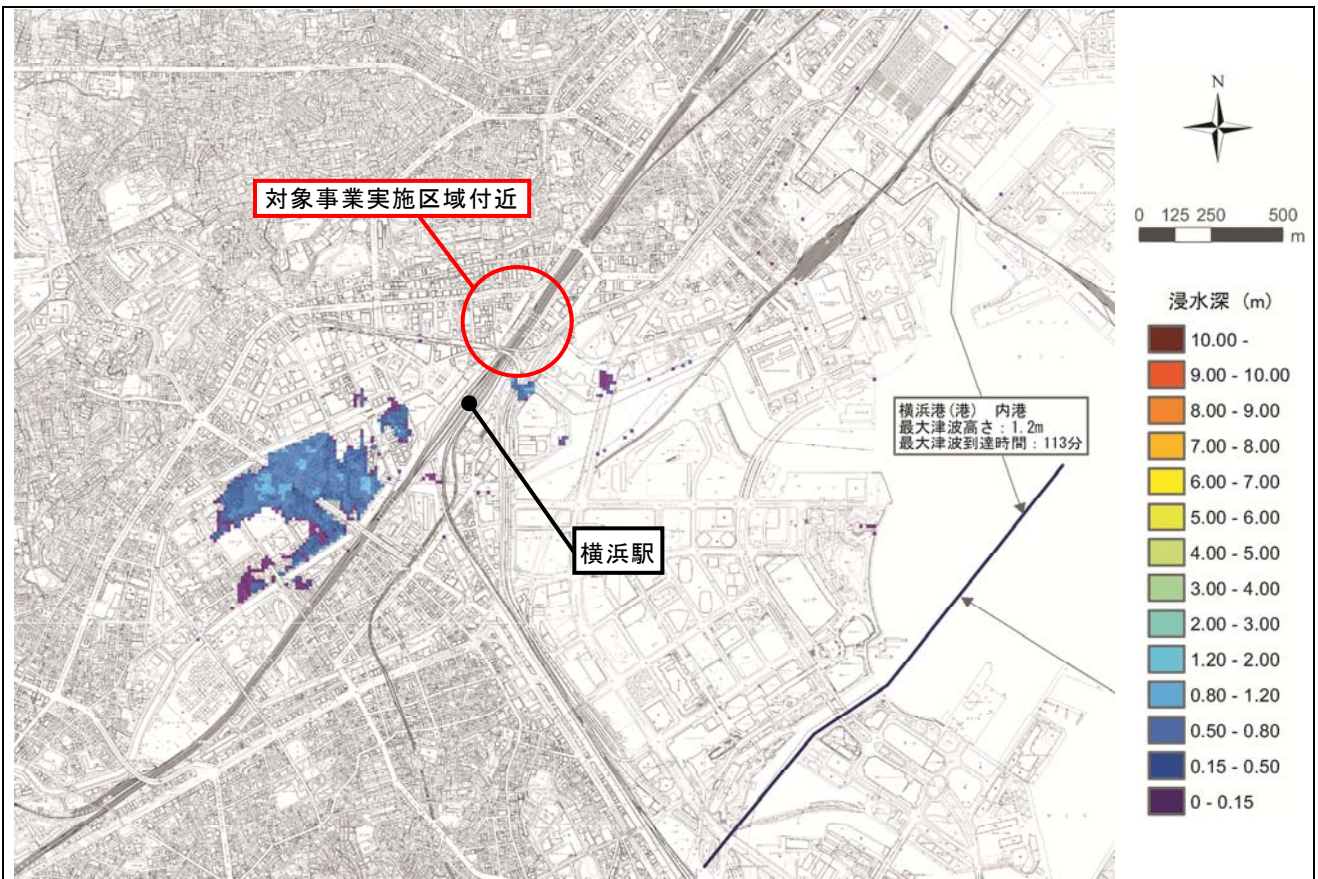 対象事業実施区域付近
横浜駅
横浜港(港) 内港
最大津波高さ：1.2m
最大津波到達時間：113分
N
0 125 250 500
m
浸水深 (m)
10.00 -
9.00 - 10.00
8.00 - 9.00
7.00 - 8.00
6.00 - 7.00
5.00 - 6.00
4.00 - 5.00
3.00 - 4.00
2.00 - 3.00
1.20 - 2.00
0.80 - 1.20
0.50 - 0.80
0.15 - 0.50
0 - 0.15